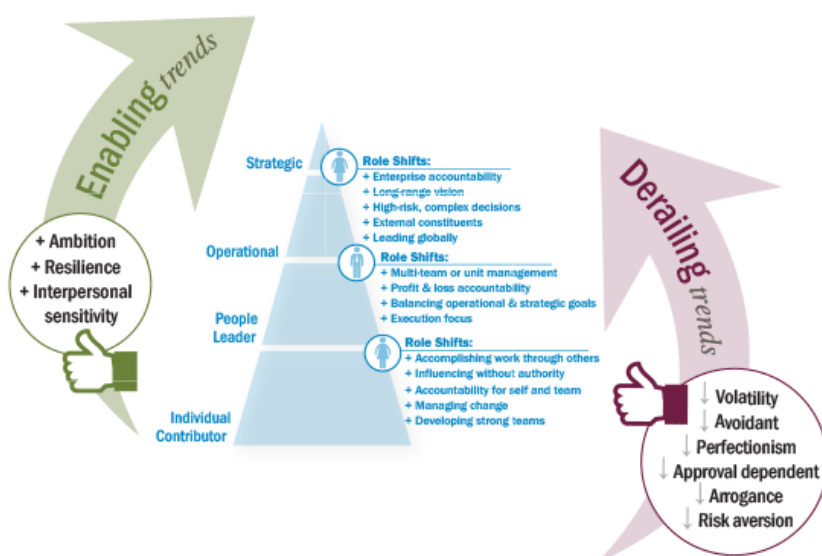 Enabling trends
+ Ambition
+ Resilience
+ Interpersonal
sensitivity
Strategic
Operational
People
Leader
Individual
Contributor
Role Shifts:
+ Enterprise accountability
+ Long-range vision
+ High-risk, complex decisions
+ External constituents
+ Leading globally
Role Shifts:
+ Multi-team or unit management
+ Profit & loss accountability
+ Balancing operational & strategic goals
+ Execution focus
Role Shifts:
+ Accomplishing work through others
+ Influencing without authority
+ Accountability for self and team
+ Managing change
+ Developing strong teams
Derailing trends
↓ Volatility
↓ Avoidant
↓ Perfectionism
↓ Approval dependent
↓ Arrogance
↓ Risk aversion